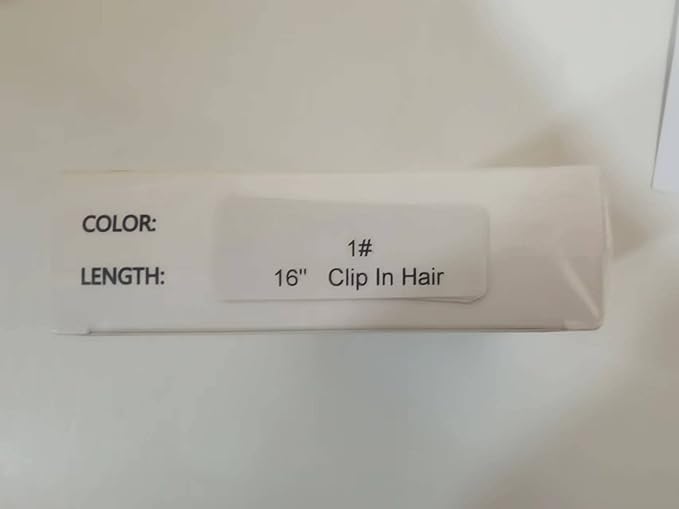 COLOR:
1#
LENGTH:
16" Clip In Hair